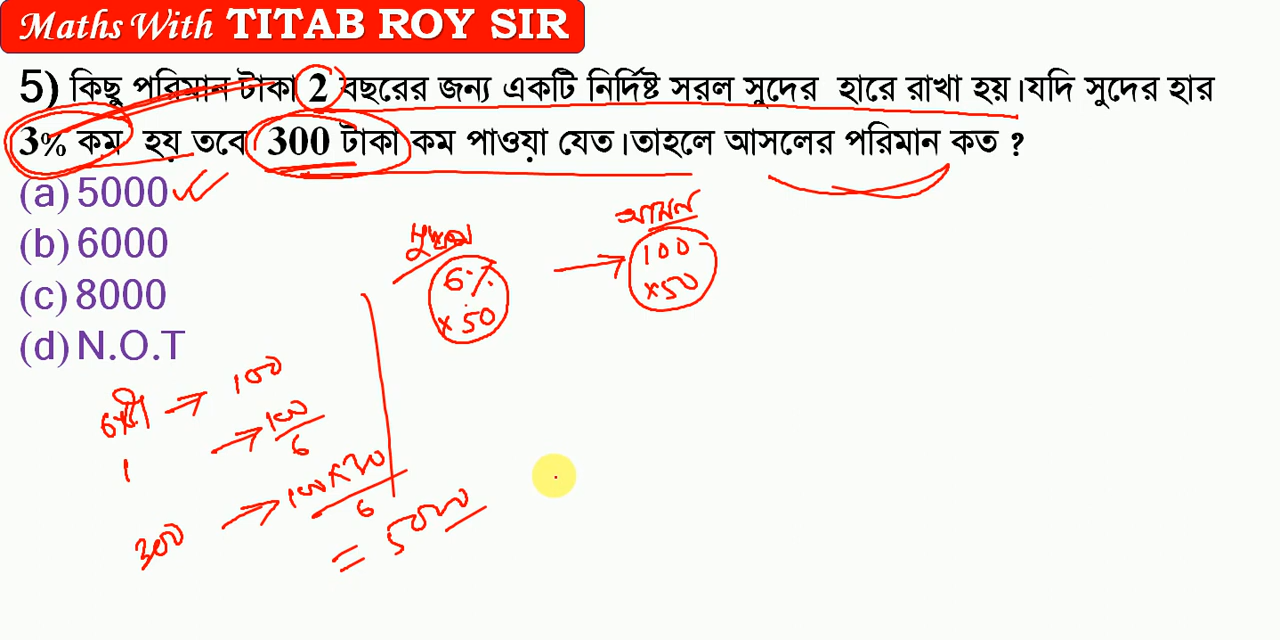 Maths With TITAB ROY SIR
5) কিছু পরিমান টাকা 2 বছরের জন্য একটি নির্দিষ্ট সরল সুদের হারে রাখা হয়।যদি সুদের হার
3% কম হয় তবে 300 টাকা কম পাওয়া যেত।তাহলে আসলের পরিমান কত ?
(a) 5000
(b) 6000
(c) 8000
(d) N.O.T
আসল
6% → 100
×50 ×50
→ 100
1 → 100/6
300 → 100×300/6
= 5000